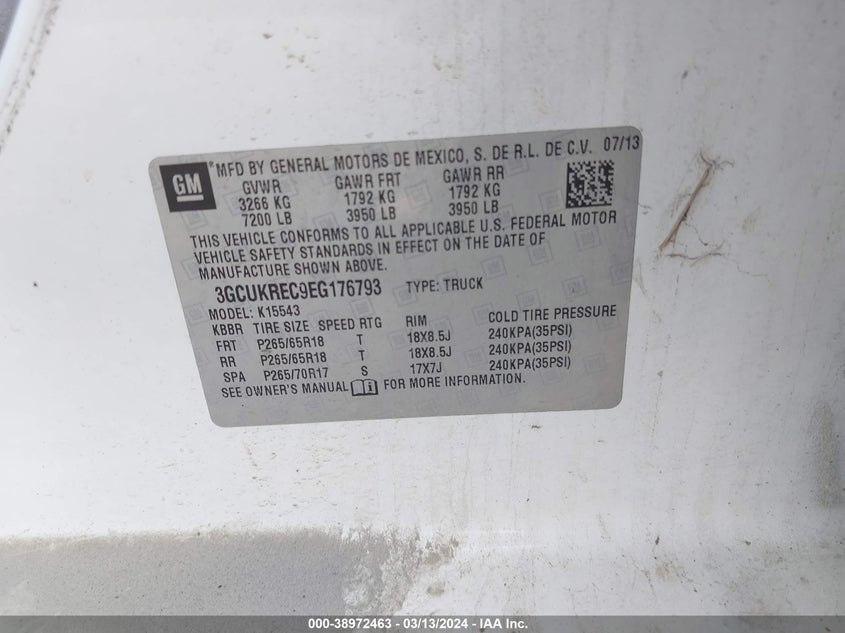 GM
*MFD BY GENERAL MOTORS DE MEXICO, S. DE R.L. DE C.V. 07/13
GVWR GAWR FRT GAWR RR
3266 KG 1792 KG 1792 KG
7200 LB 3950 LB 3950 LB
THIS VEHICLE CONFORMS TO ALL APPLICABLE U.S. FEDERAL MOTOR
VEHICLE SAFETY STANDARDS IN EFFECT ON THE DATE OF
MANUFACTURE SHOWN ABOVE.
3GCUKREC9EG176793 TYPE: TRUCK
MODEL: K15543
KBBR TIRE SIZE SPEED RTG RIM COLD TIRE PRESSURE
FRT P265/65R18 T 18X8.5J 240KPA(35PSI)
RR P265/65R18 T 18X8.5J 240KPA(35PSI)
SPA P265/70R17 S 17X7J 240KPA(35PSI)
SEE OWNER'S MANUAL FOR MORE INFORMATION.
000-38972463 - 03/13/2024 - IAA Inc.